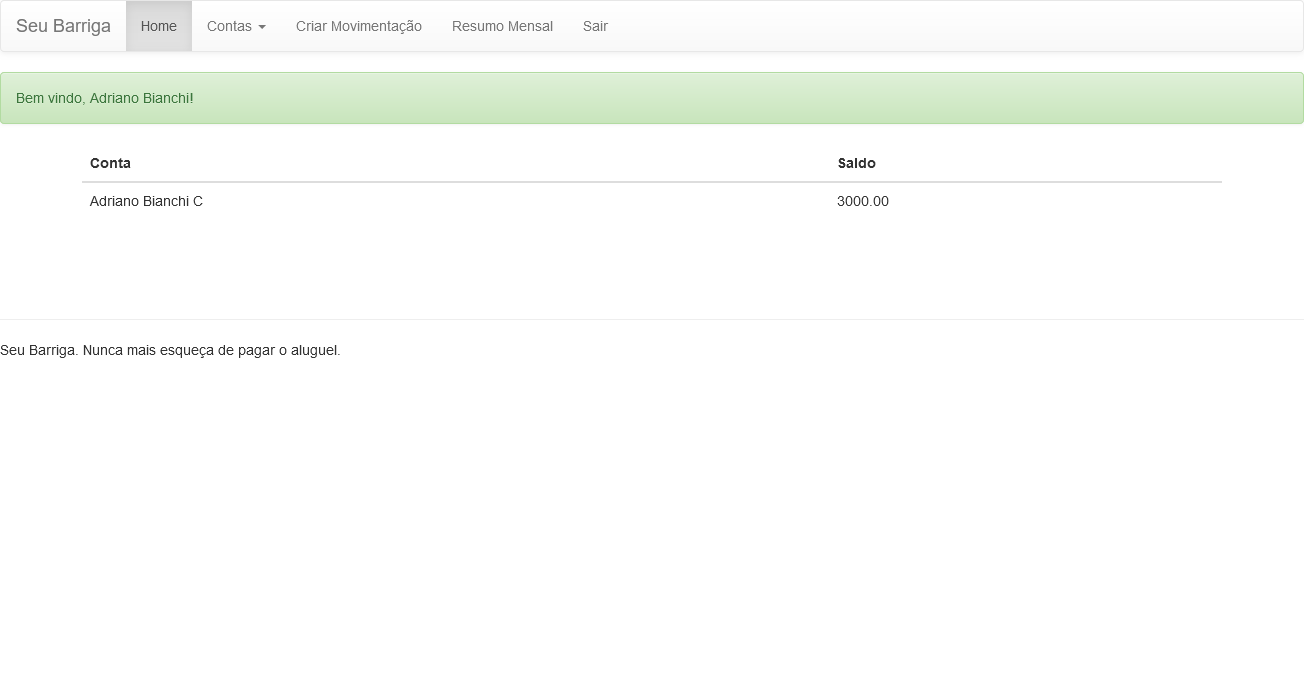 Seu Barriga Home Contas Criar Movimentação Resumo Mensal Sair
Bem vindo, Adriano Bianchi!
Conta Saldo
Adriano Bianchi C 3000.00
Seu Barriga. Nunca mais esqueça de pagar o aluguel.